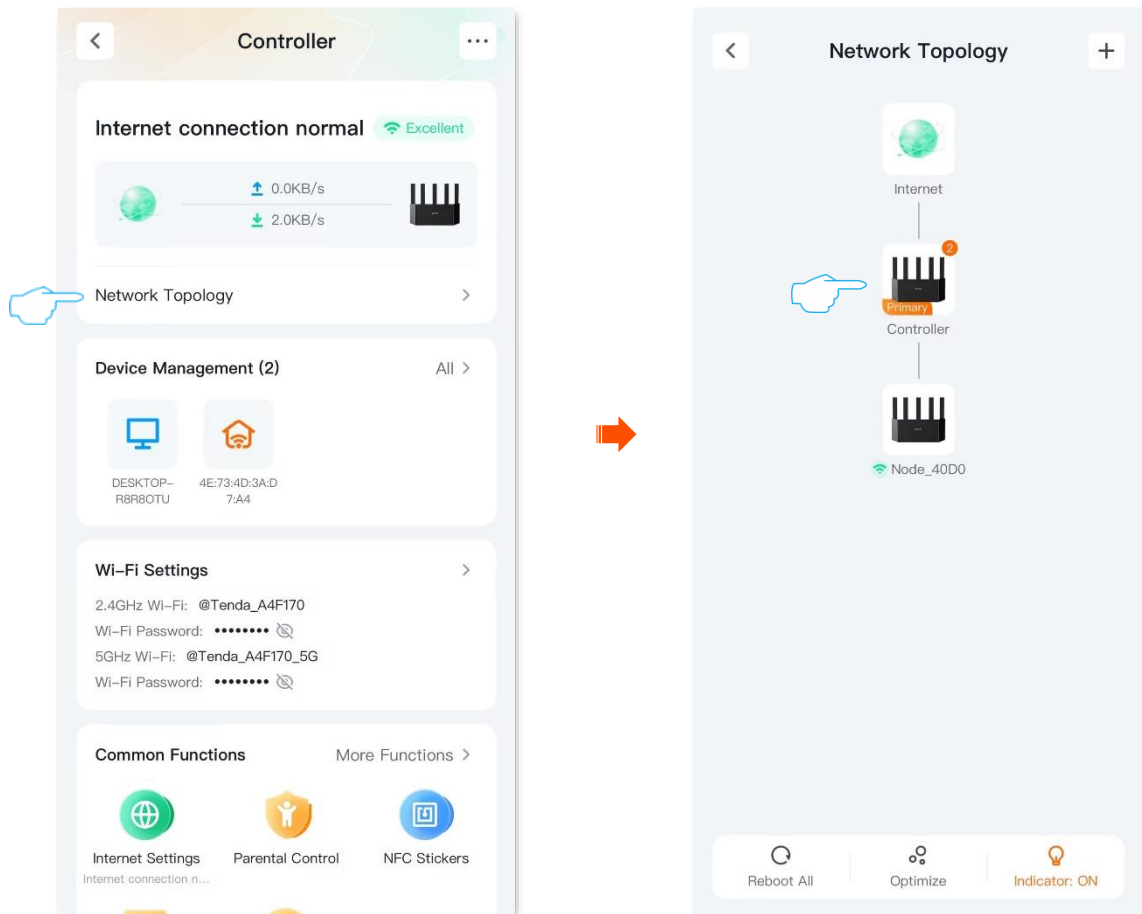 Controller
Internet connection normal
Excellent
0.0KB/s
2.0KB/s
Network Topology
Device Management (2)
All
DESKTOP-
R8R8OTU
4E:73:4D:3A:D
7:A4
Wi-Fi Settings
2.4GHz Wi-Fi: @Tenda_A4F170
Wi-Fi Password: ••••••••
5GHz Wi-Fi: @Tenda_A4F170_5G
Wi-Fi Password: ••••••••
Common Functions
More Functions
Internet Settings
Internet connection n...
Parental Control
NFC Stickers
Network Topology
Internet
2
Primary
Controller
Node_40D0
Reboot All
Optimize
Indicator: ON